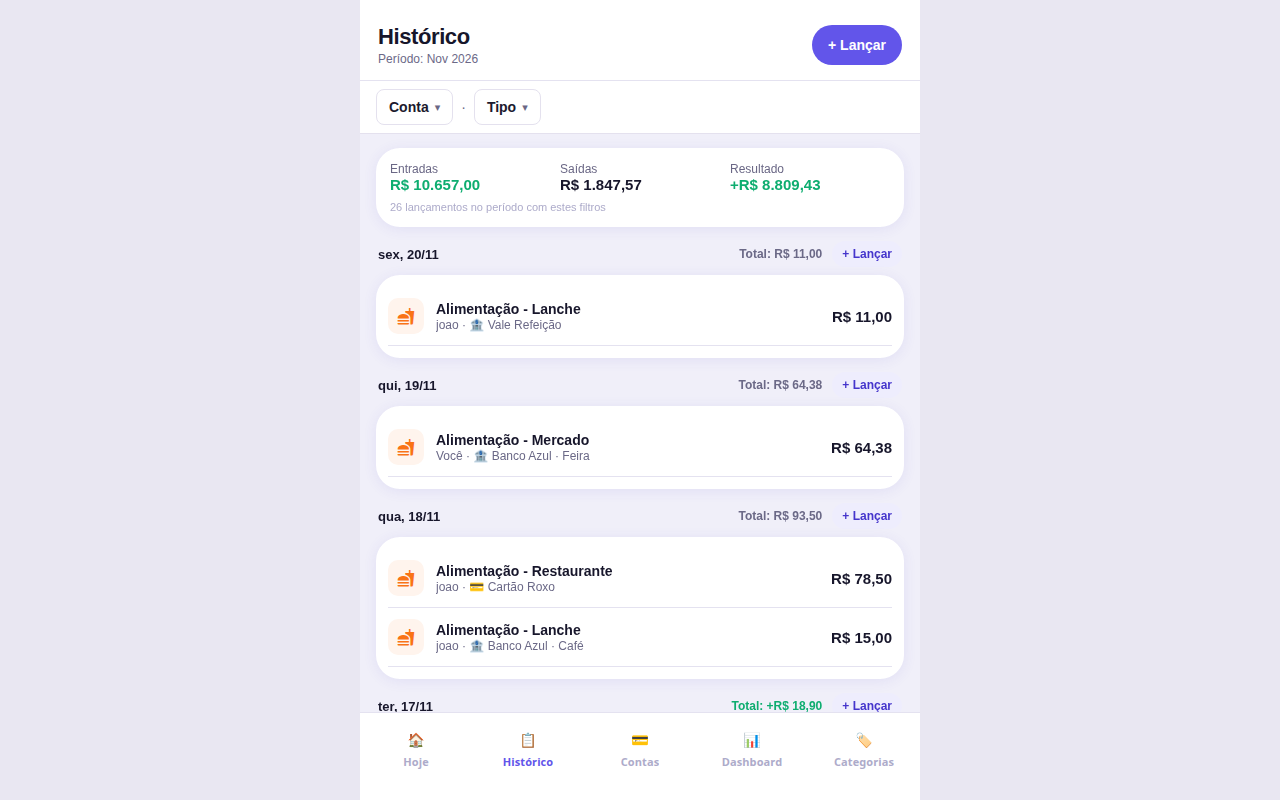 Histórico
Período: Nov 2026
+ Lançar
Conta ▾ · Tipo ▾
Entradas Saídas Resultado
R$ 10.657,00 R$ 1.847,57 +R$ 8.809,43
26 lançamentos no período com estes filtros
sex, 20/11 Total: R$ 11,00 + Lançar
Alimentação - Lanche
joao · 🏦 Vale Refeição
R$ 11,00
qui, 19/11 Total: R$ 64,38 + Lançar
Alimentação - Mercado
Você · 🏦 Banco Azul · Feira
R$ 64,38
qua, 18/11 Total: R$ 93,50 + Lançar
Alimentação - Restaurante
joao · 💳 Cartão Roxo
R$ 78,50
Alimentação - Lanche
joao · 🏦 Banco Azul · Café
R$ 15,00
ter, 17/11 Total: +R$ 18,90 + Lançar
Hoje Histórico Contas Dashboard Categorias